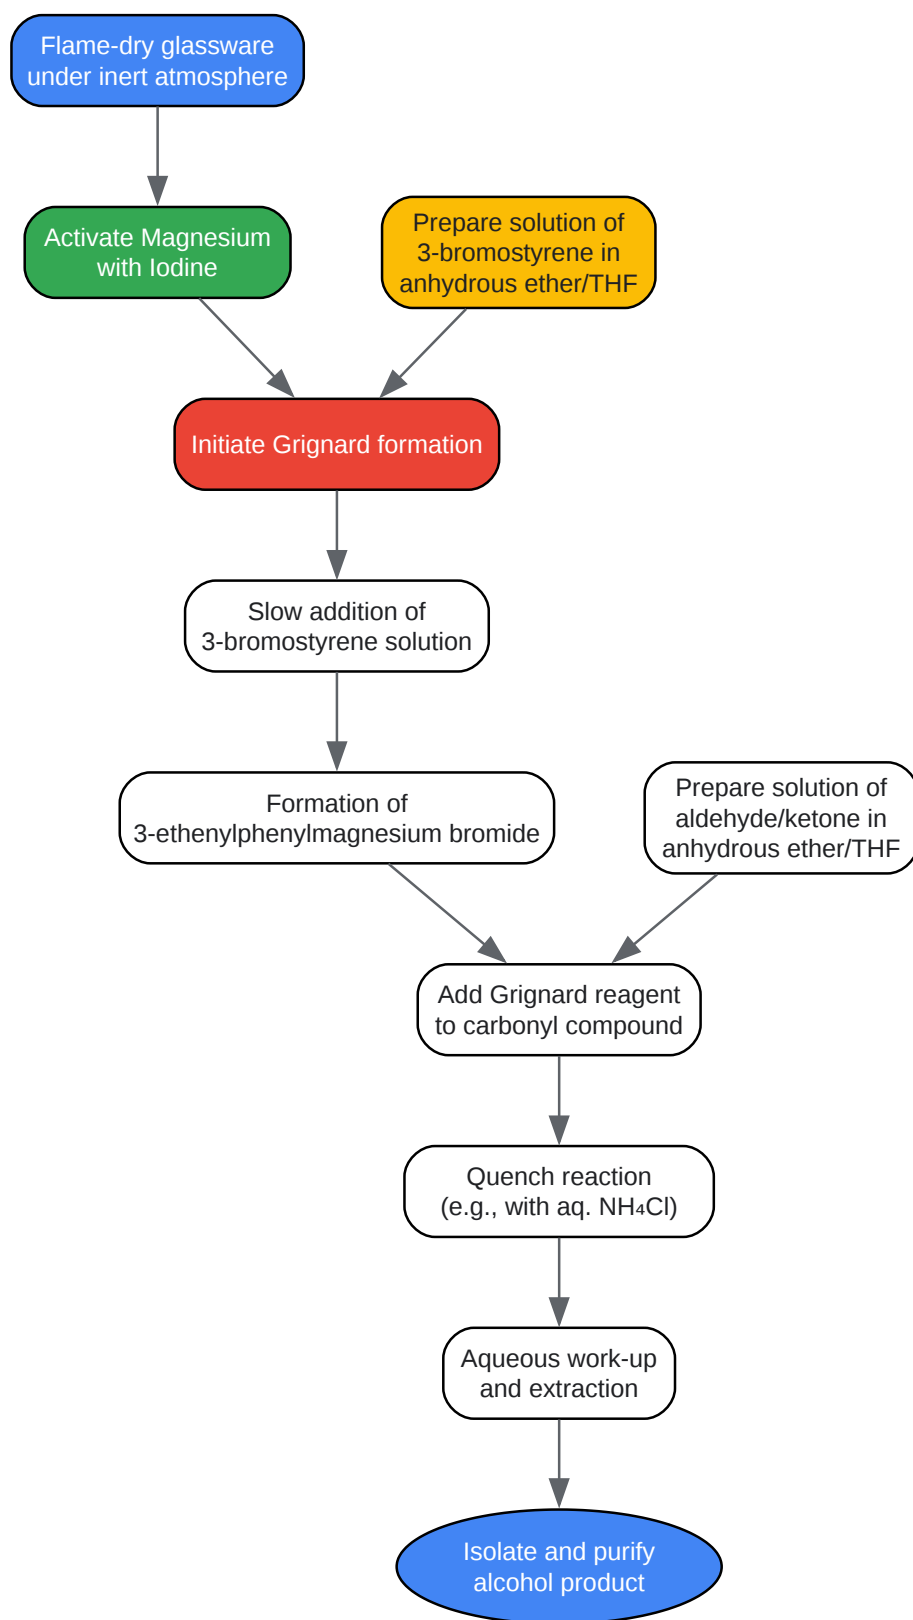 Flame-dry glassware
under inert atmosphere
Activate Magnesium
with Iodine
Prepare solution of
3-bromostyrene in
anhydrous ether/THF
Initiate Grignard formation
Slow addition of
3-bromostyrene solution
Formation of
3-ethenylphenylmagnesium bromide
Prepare solution of
aldehyde/ketone in
anhydrous ether/THF
Add Grignard reagent
to carbonyl compound
Quench reaction
(e.g., with aq. NH₄Cl)
Aqueous work-up
and extraction
Isolate and purify
alcohol product